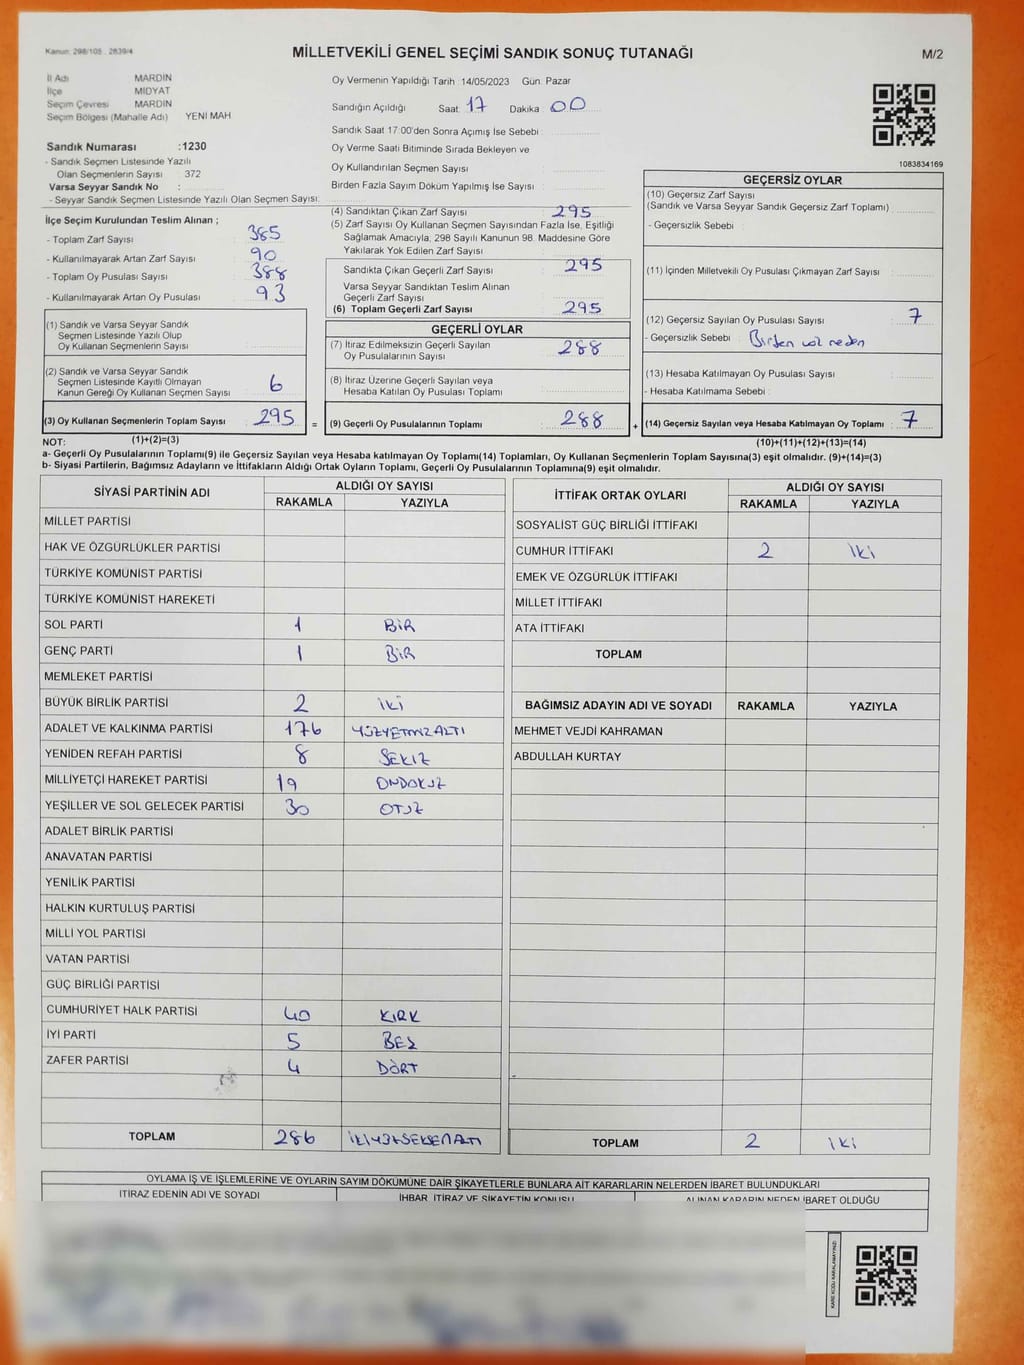 Kanun: 298/105 . 2839/4
MİLLETVEKİLİ GENEL SEÇİMİ SANDIK SONUÇ TUTANAĞI
M/2
İl Adı MARDİN
İlçe MİDYAT
Seçim Çevresi MARDİN
Seçim Bölgesi (Mahalle Adı) YENİ MAH
Sandık Numarası :1230
- Sandık Seçmen Listesinde Yazılı
Olan Seçmenlerin Sayısı : 372
Varsa Seyyar Sandık No :
- Seyyar Sandık Seçmen Listesinde Yazılı Olan Seçmen Sayısı:
Oy Vermenin Yapıldığı Tarih :14/05/2023 Gün: Pazar
Sandığın Açıldığı Saat: 17 Dakika : 00
Sandık Saat 17:00'den Sonra Açımış İse Sebebi :
Oy Verme Saati Bitiminde Sırada Bekleyen ve
Oy Kullandırılan Seçmen Sayısı :
Birden Fazla Sayım Döküm Yapılmış İse Sayısı :
1083834169
İlçe Seçim Kurulundan Teslim Alınan ;
- Toplam Zarf Sayısı : 385
- Kullanılmayarak Artan Zarf Sayısı : 90
- Toplam Oy Pusulası Sayısı : 388
- Kullanılmayarak Artan Oy Pusulası : 93
(1) Sandık ve Varsa Seyyar Sandık
Seçmen Listesinde Yazılı Olup
Oy Kullanan Seçmenlerin Sayısı :
(2) Sandık ve Varsa Seyyar Sandık
Seçmen Listesinde Kayıtlı Olmayan
Kanun Gereği Oy Kullanan Seçmen Sayısı : 6
(3) Oy Kullanan Seçmenlerin Toplam Sayısı : 295 =
(1)+(2)=(3)
(4) Sandıktan Çıkan Zarf Sayısı : 295
(5) Zarf Sayısı Oy Kullanan Seçmen Sayısından Fazla İse, Eşitliği
Sağlamak Amacıyla; 298 Sayılı Kanunun 98. Maddesine Göre
Yakılarak Yok Edilen Zarf Sayısı :
Sandıkta Çıkan Geçerli Zarf Sayısı : 295
Varsa Seyyar Sandıktan Teslim Alınan
Geçerli Zarf Sayısı :
(6) Toplam Geçerli Zarf Sayısı : 295
GEÇERLİ OYLAR
(7) İtiraz Edilmeksizin Geçerli Sayılan
Oy Pusulalarının Sayısı : 288
(8) İtiraz Üzerine Geçerli Sayılan veya
Hesaba Katılan Oy Pusulası Toplamı :
(9) Geçerli Oy Pusulalarının Toplamı : 288 +
GEÇERSİZ OYLAR
(10) Geçersiz Zarf Sayısı
(Sandık ve Varsa Seyyar Sandık Geçersiz Zarf Toplamı) :
- Geçersizlik Sebebi :
(11) İçinden Milletvekili Oy Pusulası Çıkmayan Zarf Sayısı :
(12) Geçersiz Sayılan Oy Pusulası Sayısı : 7
- Geçersizlik Sebebi : Birden neden
(13) Hesaba Katılmayan Oy Pusulası Sayısı :
- Hesaba Katılmama Sebebi :
(14) Geçersiz Sayılan veya Hesaba Katılmayan Oy Toplamı : 7
(10)+(11)+(12)+(13)=(14)
NOT:
a- Geçerli Oy Pusulalarının Toplamı(9) ile Geçersiz Sayılan veya Hesaba katılmayan Oy Toplamı(14) Toplamları, Oy Kullanan Seçmenlerin Toplam Sayısına(3) eşit olmalıdır. (9)+(14)=(3)
b- Siyasi Partilerin, Bağımsız Adayların ve İttifakların Aldığı Ortak Oyların Toplamı, Geçerli Oy Pusulalarının Toplamına(9) eşit olmalıdır.
SİYASİ PARTİNİN ADI ALDIĞI OY SAYISI
RAKAMLA YAZIYLA
MİLLET PARTİSİ
HAK VE ÖZGÜRLÜKLER PARTİSİ
TÜRKİYE KOMÜNİST PARTİSİ
TÜRKİYE KOMÜNİST HAREKETİ
SOL PARTİ 1 BİR
GENÇ PARTİ 1 BİR
MEMLEKET PARTİSİ
BÜYÜK BİRLİK PARTİSİ 2 iki
ADALET VE KALKINMA PARTİSİ 176
YENİDEN REFAH PARTİSİ 8 SEKİZ
MİLLİYETÇİ HAREKET PARTİSİ 19 ONDOKUZ
YEŞİLLER VE SOL GELECEK PARTİSİ 30 OTUZ
ADALET BİRLİK PARTİSİ
ANAVATAN PARTİSİ
YENİLİK PARTİSİ
HALKIN KURTULUŞ PARTİSİ
MİLLİ YOL PARTİSİ
VATAN PARTİSİ
GÜÇ BİRLİĞİ PARTİSİ
CUMHURİYET HALK PARTİSİ 40 KIRK
İYİ PARTİ 5 BEŞ
ZAFER PARTİSİ 4 DÖRT
TOPLAM 286 İKİYÜZSEKSENALTI
İTTİFAK ORTAK OYLARI ALDIĞI OY SAYISI
RAKAMLA YAZIYLA
SOSYALİST GÜÇ BİRLİĞİ İTTİFAKI
CUMHUR İTTİFAKI 2 iki
EMEK VE ÖZGÜRLÜK İTTİFAKI
MİLLET İTTİFAKI
ATA İTTİFAKI
TOPLAM
BAĞIMSIZ ADAYIN ADI VE SOYADI RAKAMLA YAZIYLA
MEHMET VEJDİ KAHRAMAN
ABDULLAH KURTAY
TOPLAM 2 iki
OYLAMA İŞ VE İŞLEMLERİNE VE OYLARIN SAYIM DÖKÜMÜNE DAİR ŞİKAYETLERLE BUNLARA AİT KARARLARIN NELERDEN İBARET BULUNDUKLARI
İTİRAZ EDENİN ADI VE SOYADI İHBAR, İTİRAZ VE ŞİKAYETİN KONUSU ALINAN KARARIN NEDEN İBARET OLDUĞU
KARE KODU KARALAMAYINIZ!